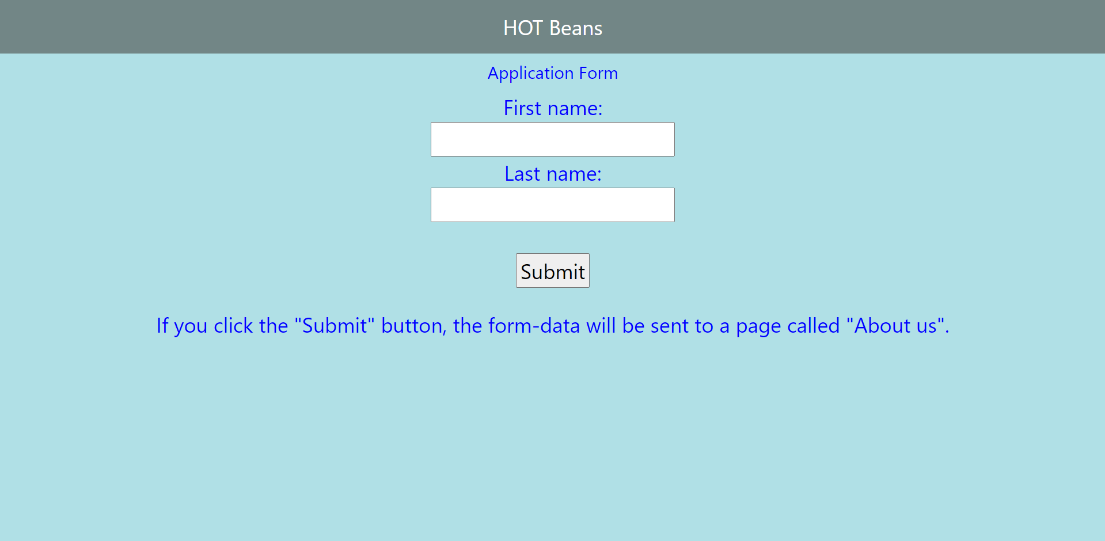 HOT Beans
Application Form
First name:
Last name:
Submit
If you click the "Submit" button, the form-data will be sent to a page called "About us".